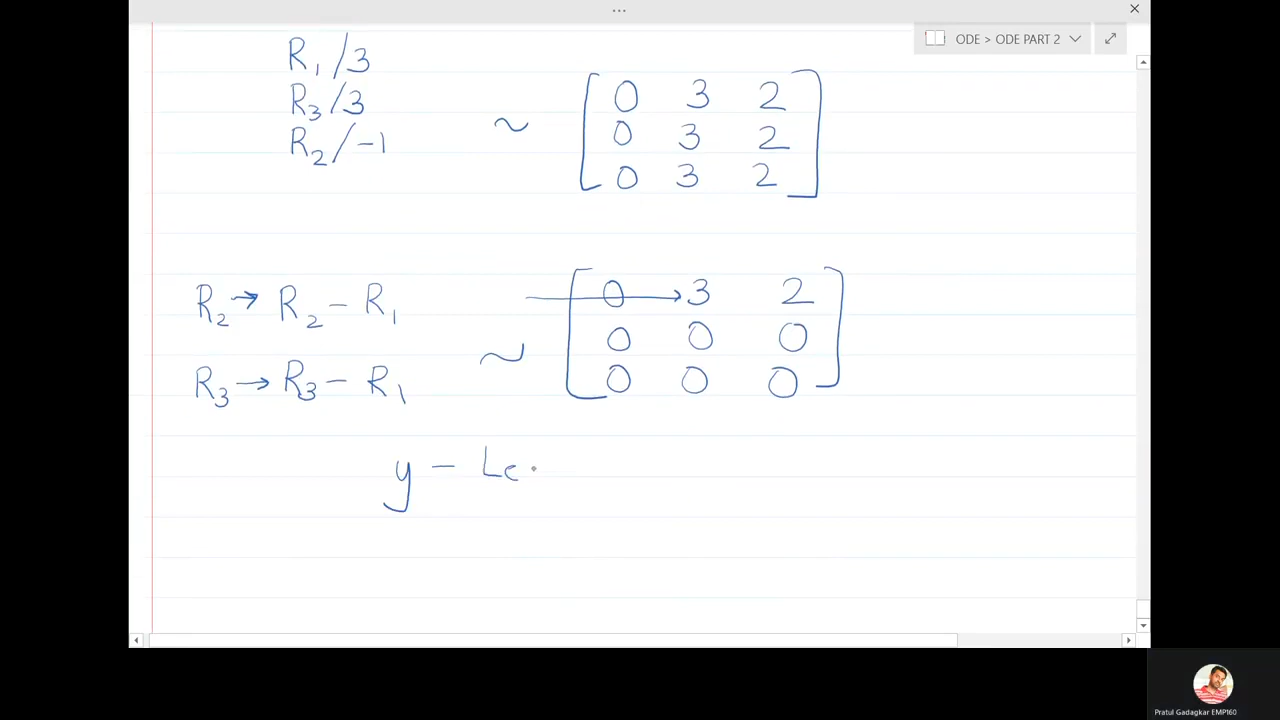 ODE > ODE PART 2
R₁/3
R₃/3
R₂/-1
~
0 3 2
0 3 2
0 3 2
R₂ → R₂ - R₁
R₃ → R₃ - R₁
~
0 3 2
0 0 0
0 0 0
y - Le
Pratul Gadagkar EMP160